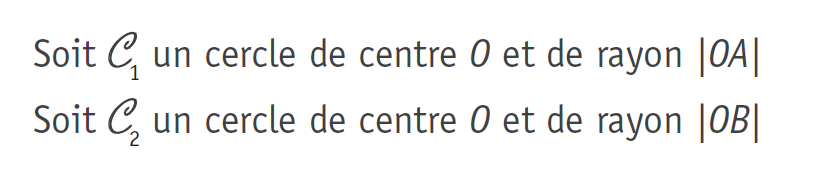 Soit 𝒞₁ un cercle de centre O et de rayon |OA|
Soit 𝒞₂ un cercle de centre O et de rayon |OB|